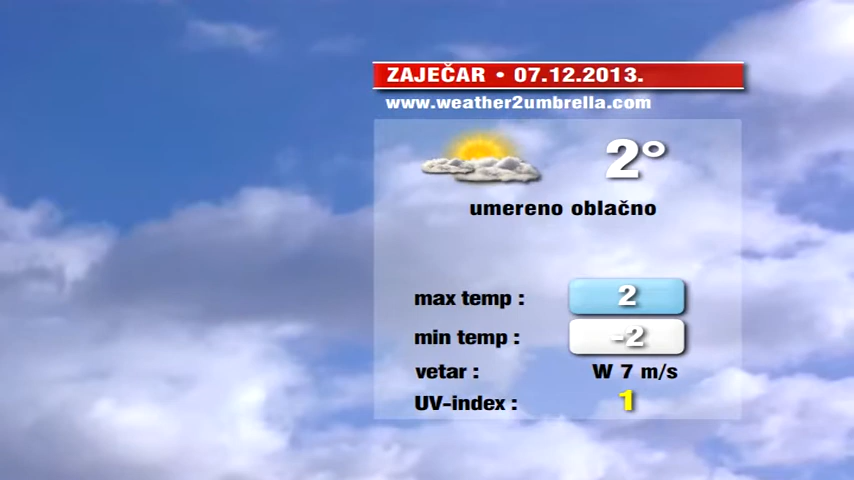 ZAJEČAR • 07.12.2013.
www.weather2umbrella.com
2°
umereno oblačno
max temp : 2
min temp : -2
vetar : W 7 m/s
UV-index : 1